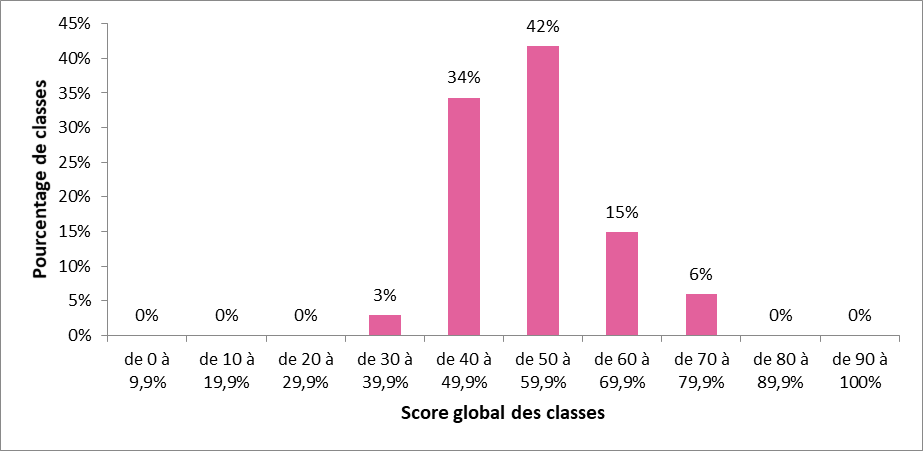 45%
40%
35%
30%
25%
20%
15%
10%
5%
0%
Pourcentage de classes
0%
0%
0%
3%
34%
42%
15%
6%
0%
0%
de 0 à
9,9%
de 10 à
19,9%
de 20 à
29,9%
de 30 à
39,9%
de 40 à
49,9%
de 50 à
59,9%
de 60 à
69,9%
de 70 à
79,9%
de 80 à
89,9%
de 90 à
100%
Score global des classes